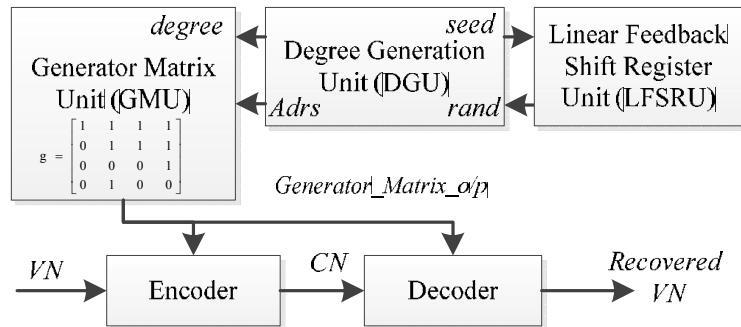 degree
Generator Matrix
Unit (GMU)
g =
1 1 1 1
0 1 1 1
0 0 0 1
0 1 0 0
seed
Degree Generation
Unit (DGU)
Adrs
rand
Linear Feedback
Shift Register
Unit (LFSRU)
Generator_Matrix_o/p
VN
Encoder
CN
Decoder
Recovered
VN